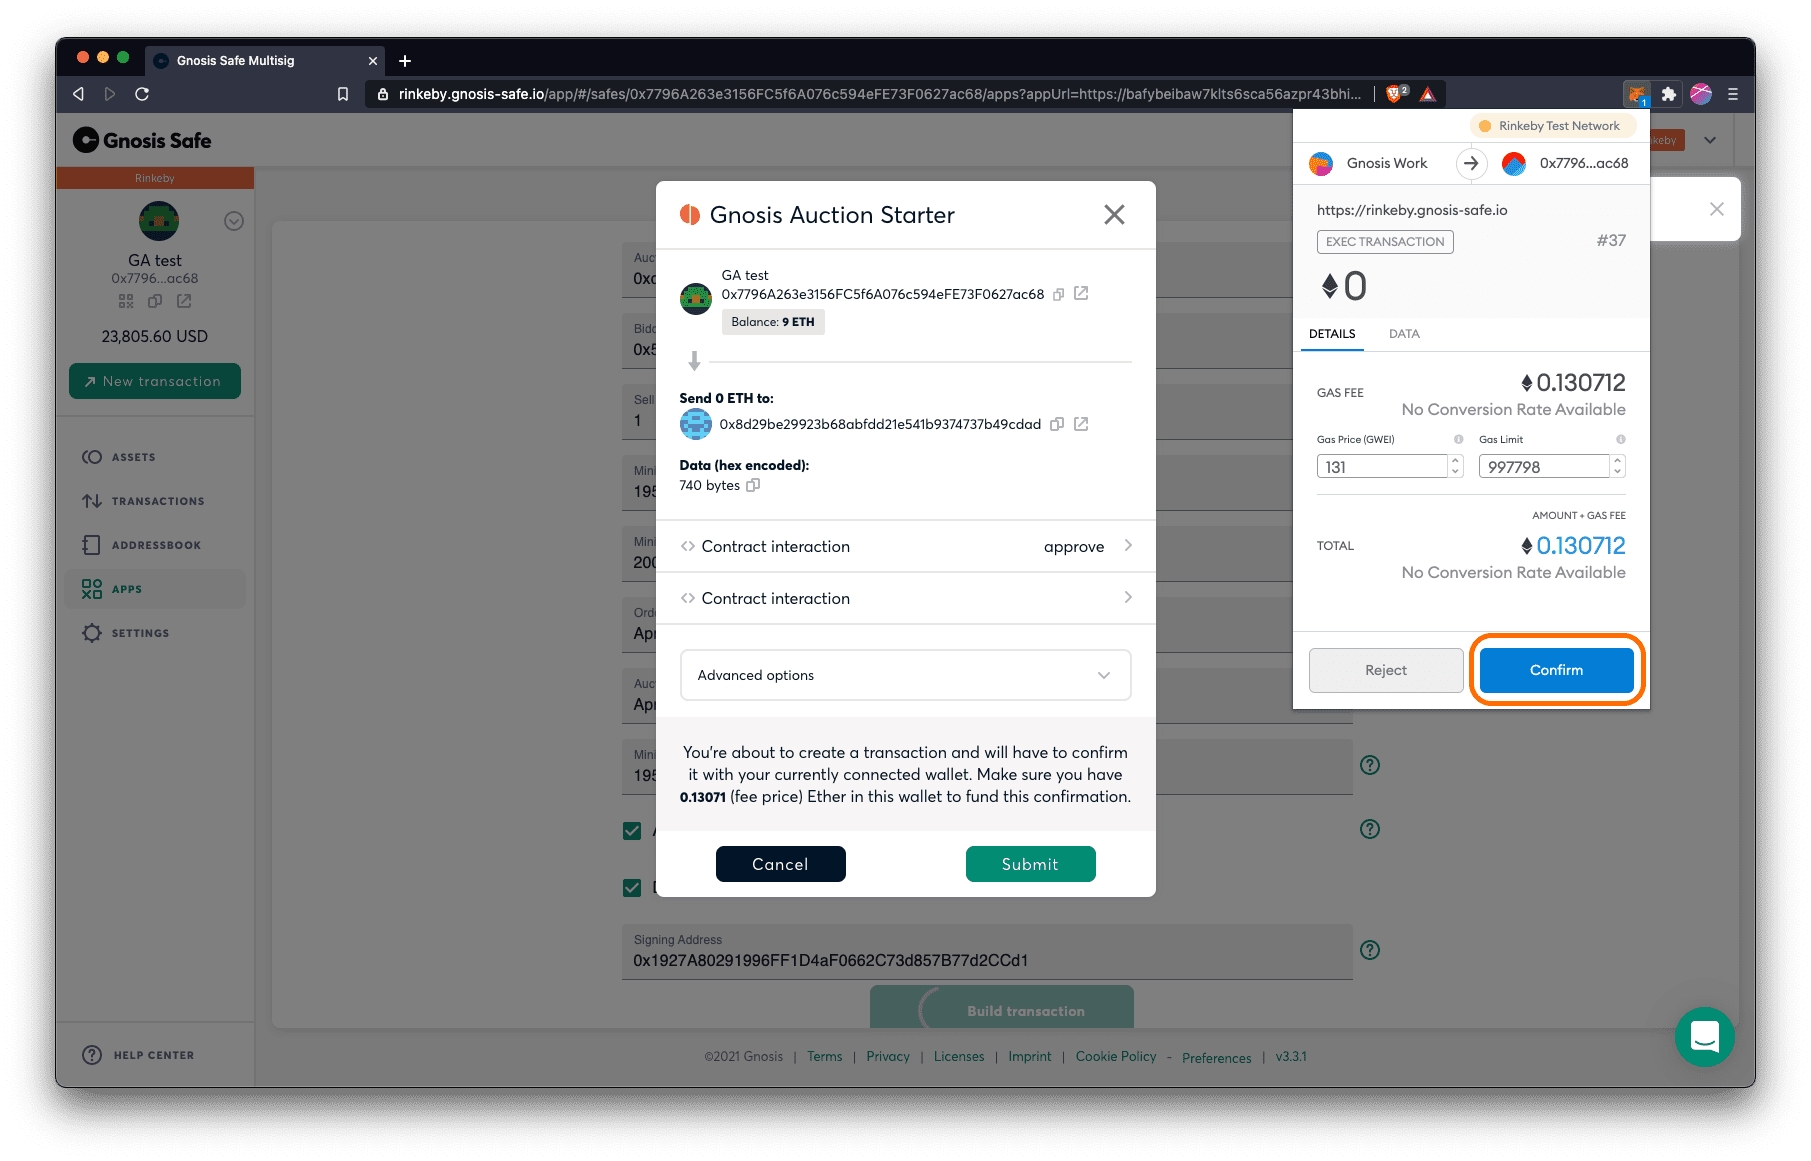 Gnosis Safe Multisig
rinkeby.gnosis-safe.io/app/#/safes/0x7796A263e3156FC5f6A076c594eFE73F0627ac68/apps?appUrl=https://bafybeibaw7klts6sca56azpr43bhi...
2
1
Gnosis Safe
Rinkeby
GA test
0x7796...ac68
23,805.60 USD
New transaction
ASSETS
TRANSACTIONS
ADDRESSBOOK
APPS
SETTINGS
HELP CENTER
Gnosis Auction Starter
GA test
0x7796A263e3156FC5f6A076c594eFE73F0627ac68
Balance: 9 ETH
Send 0 ETH to:
0x8d29be29923b68abfdd21e541b9374737b49cdad
Data (hex encoded):
740 bytes
Contract interaction approve
Contract interaction
Advanced options
You're about to create a transaction and will have to confirm
it with your currently connected wallet. Make sure you have
0.13071 (fee price) Ether in this wallet to fund this confirmation.
Cancel Submit
Sell
1
Signing Address
0x1927A80291996FF1D4aF0662C73d857B77d2CCd1
Build transaction
©2021 Gnosis | Terms | Privacy | Licenses | Imprint | Cookie Policy - Preferences | v3.3.1
Rinkeby Test Network
Gnosis Work 0x7796...ac68
https://rinkeby.gnosis-safe.io
EXEC TRANSACTION #37
0
DETAILS DATA
GAS FEE 0.130712
No Conversion Rate Available
Gas Price (GWEI) Gas Limit
131 997798
AMOUNT + GAS FEE
TOTAL 0.130712
No Conversion Rate Available
Reject Confirm